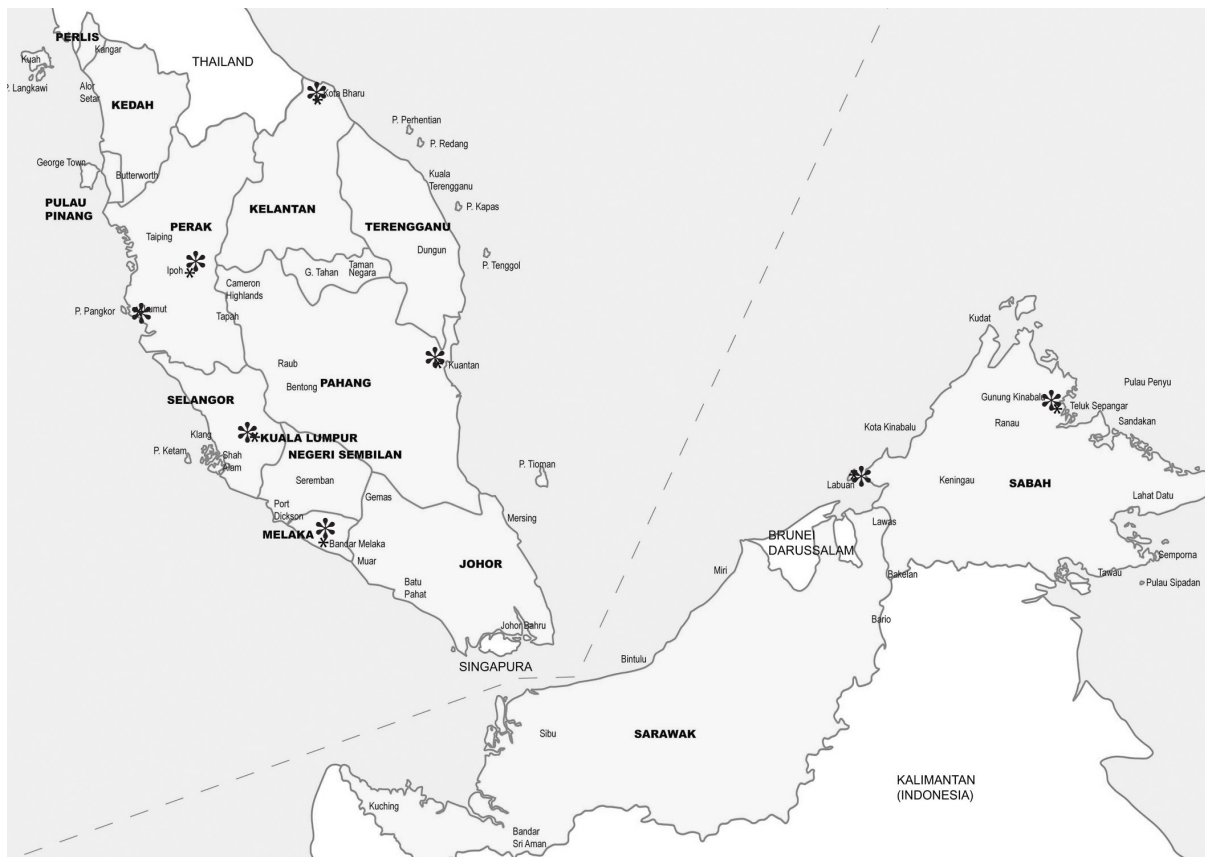 PERLIS
Kangar
Kuah
P. Langkawi
THAILAND
Alor
Setar
KEDAH
Kota Bharu
P. Perhentian
P. Redang
George Town
Butterworth
Kuala
Terengganu
PULAU
PINANG
KELANTAN
P. Kapas
PERAK
TERENGGANU
Taiping
Dungun
P. Tenggol
Ipoh
G. Tahan
Taman
Negara
Cameron
Highlands
P. Pangkor
Lumut
Tapah
Kudat
Raub
Kuantan
Bentong
PAHANG
SELANGOR
Pulau Penyu
Gunung Kinabalu
Teluk Sepangar
Ranau
Sandakan
Kota Kinabalu
Klang
KUALA LUMPUR
P. Ketam
Shah
Alam
NEGERI SEMBILAN
P. Tioman
Seremban
Labuan
Keningau
SABAH
Gemas
Lahat Datu
Port
Dickson
Mersing
Lawas
MELAKA
Bandar Melaka
BRUNEI
DARUSSALAM
Semporna
Muar
JOHOR
Miri
Bakelan
Tawau
Pulau Sipadan
Batu
Pahat
Bario
Johor Bahru
SINGAPURA
Bintulu
Sibu
SARAWAK
KALIMANTAN
(INDONESIA)
Kuching
Bandar
Sri Aman